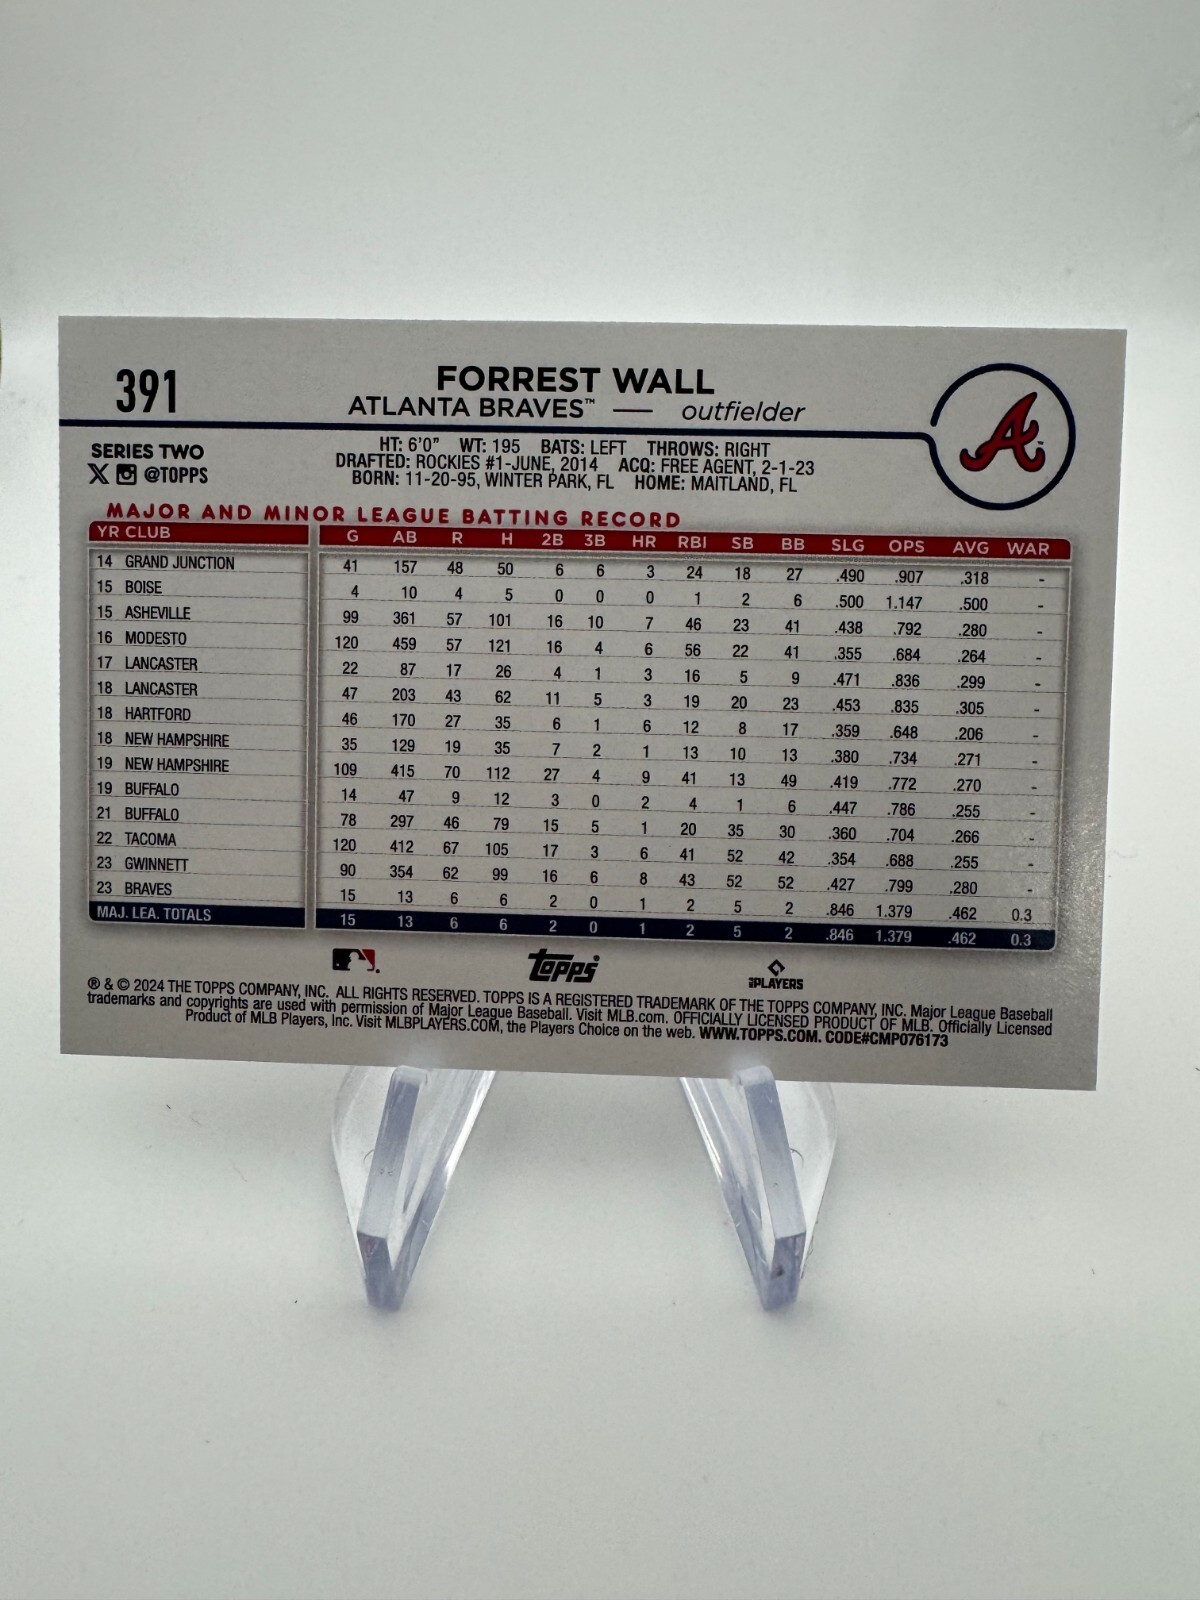 391
FORREST WALL
ATLANTA BRAVES™ — outfielder
SERIES TWO
@TOPPS
HT: 6'0" WT: 195 BATS: LEFT THROWS: RIGHT
DRAFTED: ROCKIES #1-JUNE, 2014 ACQ: FREE AGENT, 2-1-23
BORN: 11-20-95, WINTER PARK, FL HOME: MAITLAND, FL
A
MAJOR AND MINOR LEAGUE BATTING RECORD
YR CLUB G AB R H 2B 3B HR RBI SB BB SLG OPS AVG WAR
14 GRAND JUNCTION 41 157 48 50 6 6 3 24 18 27 .490 .907 .318 -
15 BOISE 4 10 4 5 0 0 0 1 2 6 .500 1.147 .500 -
15 ASHEVILLE 99 361 57 101 16 10 7 46 23 41 .438 .792 .280 -
16 MODESTO 120 459 57 121 16 4 6 56 22 41 .355 .684 .264 -
17 LANCASTER 22 87 17 26 4 1 3 16 5 9 .471 .836 .299 -
18 LANCASTER 47 203 43 62 11 5 3 19 20 23 .453 .835 .305 -
18 HARTFORD 46 170 27 35 6 1 6 12 8 17 .359 .648 .206 -
18 NEW HAMPSHIRE 35 129 19 35 7 2 1 13 10 13 .380 .734 .271 -
19 NEW HAMPSHIRE 109 415 70 112 27 4 9 41 13 49 .419 .772 .270 -
19 BUFFALO 14 47 9 12 3 0 2 4 1 6 .447 .786 .255 -
21 BUFFALO 78 297 46 79 15 5 1 20 35 30 .360 .704 .266 -
22 TACOMA 120 412 67 105 17 3 6 41 52 42 .354 .688 .255 -
23 GWINNETT 90 354 62 99 16 6 8 43 52 52 .427 .799 .280 -
23 BRAVES 15 13 6 6 2 0 1 2 5 2 .846 1.379 .462 0.3
MAJ. LEA. TOTALS 15 13 6 6 2 0 1 2 5 2 .846 1.379 .462 0.3
topps
MLBPLAYERS
® & © 2024 THE TOPPS COMPANY, INC. ALL RIGHTS RESERVED. TOPPS IS A REGISTERED TRADEMARK OF THE TOPPS COMPANY, INC. Major League Baseball
trademarks and copyrights are used with permission of Major League Baseball. Visit MLB.com. OFFICIALLY LICENSED PRODUCT OF MLB. Officially Licensed
Product of MLB Players, Inc. Visit MLBPLAYERS.COM, the Players Choice on the web. WWW.TOPPS.COM. CODE#CMP076173